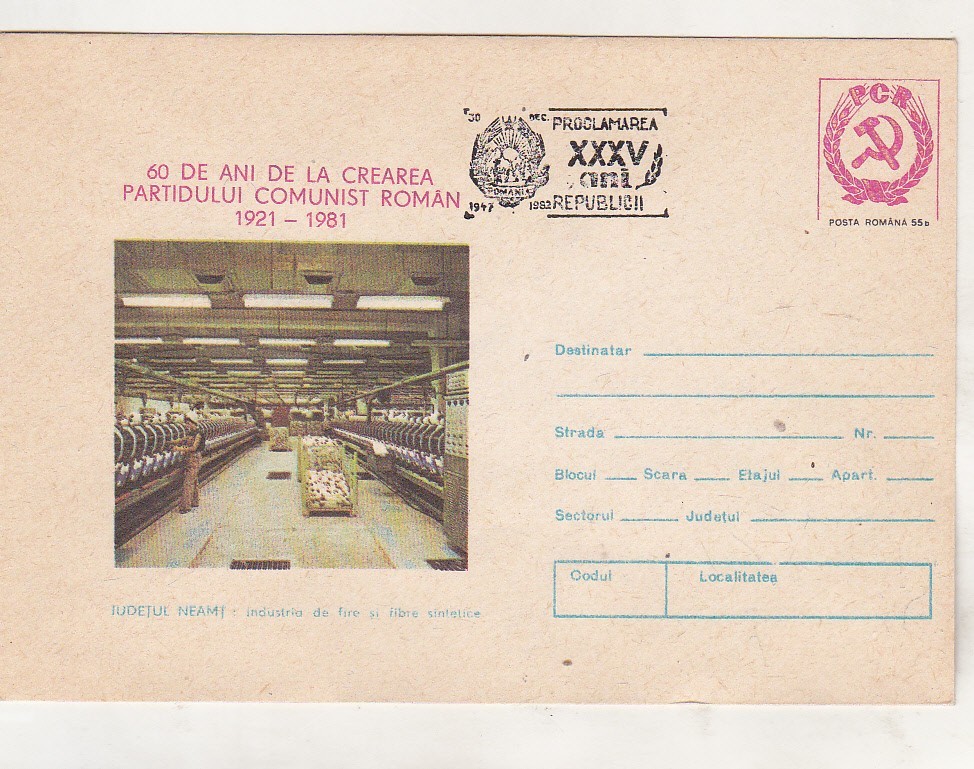 60 DE ANI DE LA CREAREA
PARTIDULUI COMUNIST ROMÂN
1921 – 1981
30 DEC. PROCLAMAREA
XXXV
ani
ROMANIA
1947 1982 REPUBLICII
PCR
POSTA ROMÂNĂ 55b
Destinatar
Strada Nr.
Blocul Scara Etajul Apart.
Sectorul Județul
Codul Localitatea
JUDEȚUL NEAMȚ : Industria de fire și fibre sintetice